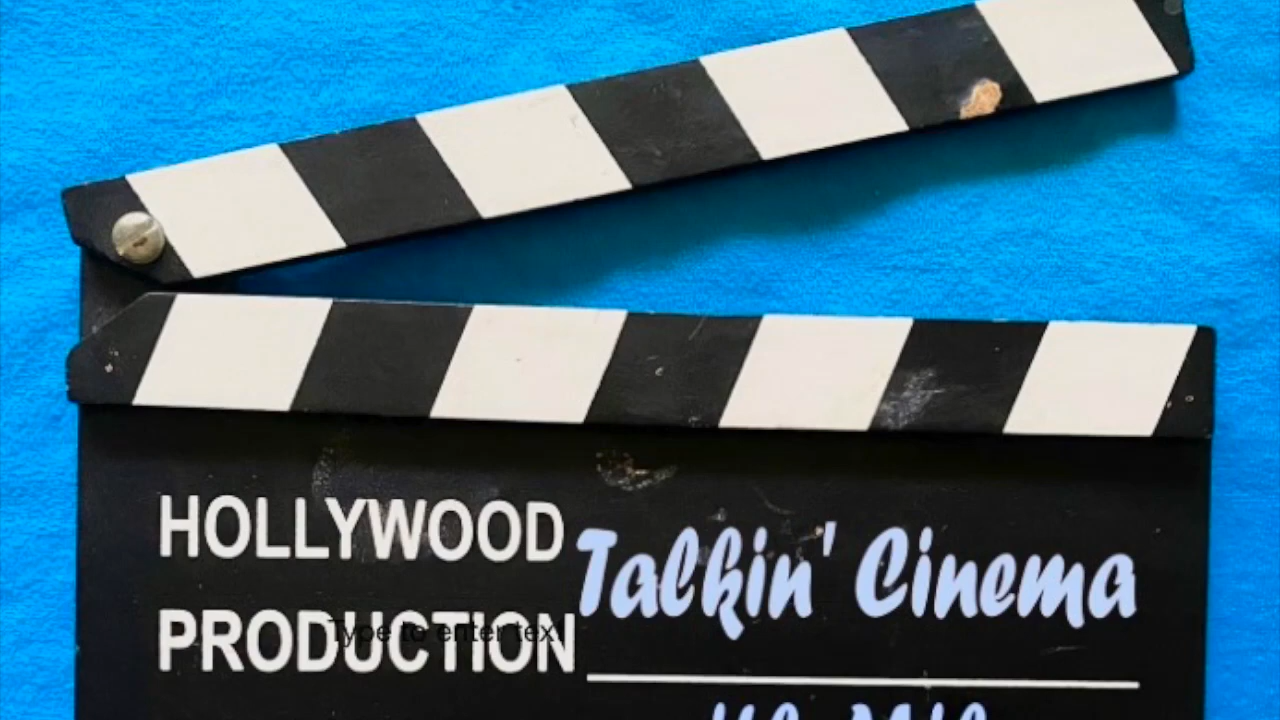 HOLLYWOOD
Talkin' Cinema
PRODUCTION
Type to enter text